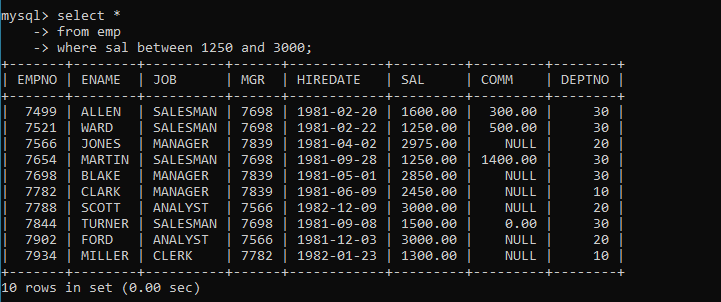 mysql> select *
    -> from emp
    -> where sal between 1250 and 3000;
+-------+--------+----------+------+------------+---------+---------+--------+
| EMPNO | ENAME  | JOB      | MGR  | HIREDATE   | SAL     | COMM    | DEPTNO |
+-------+--------+----------+------+------------+---------+---------+--------+
|  7499 | ALLEN  | SALESMAN | 7698 | 1981-02-20 | 1600.00 |  300.00 |     30 |
|  7521 | WARD   | SALESMAN | 7698 | 1981-02-22 | 1250.00 |  500.00 |     30 |
|  7566 | JONES  | MANAGER  | 7839 | 1981-04-02 | 2975.00 |    NULL |     20 |
|  7654 | MARTIN | SALESMAN | 7698 | 1981-09-28 | 1250.00 | 1400.00 |     30 |
|  7698 | BLAKE  | MANAGER  | 7839 | 1981-05-01 | 2850.00 |    NULL |     30 |
|  7782 | CLARK  | MANAGER  | 7839 | 1981-06-09 | 2450.00 |    NULL |     10 |
|  7788 | SCOTT  | ANALYST  | 7566 | 1982-12-09 | 3000.00 |    NULL |     20 |
|  7844 | TURNER | SALESMAN | 7698 | 1981-09-08 | 1500.00 |    0.00 |     30 |
|  7902 | FORD   | ANALYST  | 7566 | 1981-12-03 | 3000.00 |    NULL |     20 |
|  7934 | MILLER | CLERK    | 7782 | 1982-01-23 | 1300.00 |    NULL |     10 |
+-------+--------+----------+------+------------+---------+---------+--------+
10 rows in set (0.00 sec)